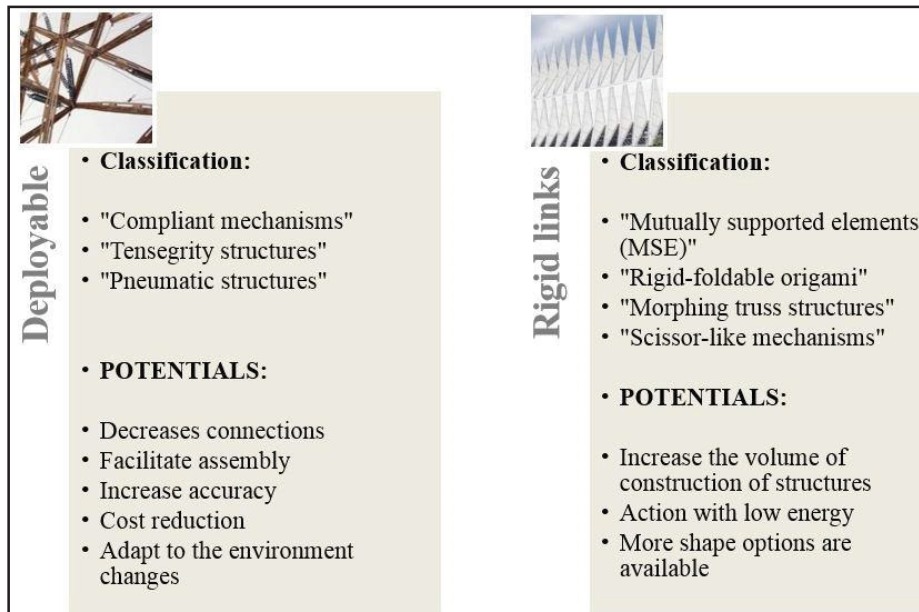 Deployable
• Classification:
• "Compliant mechanisms"
• "Tensegrity structures"
• "Pneumatic structures"
• POTENTIALS:
• Decreases connections
• Facilitate assembly
• Increase accuracy
• Cost reduction
• Adapt to the environment
changes
Rigid links
• Classification:
• "Mutually supported elements
(MSE)"
• "Rigid-foldable origami"
• "Morphing truss structures"
• "Scissor-like mechanisms"
• POTENTIALS:
• Increase the volume of
construction of structures
• Action with low energy
• More shape options are
available